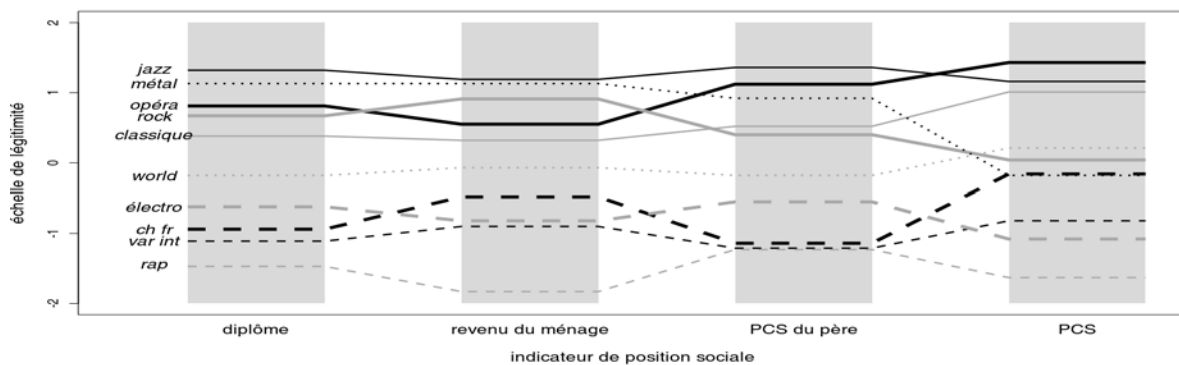 échelle de légitimité
2
1
0
-1
-2
jazz
métal
opéra
rock
classique
world
électro
ch fr
var int
rap
diplôme
revenu du ménage
PCS du père
PCS
indicateur de position sociale